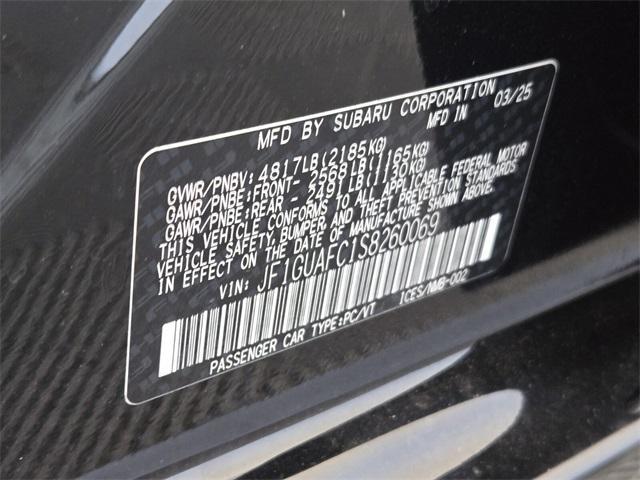 MFD BY SUBARU CORPORATION
MFD IN 03/25
GVWR/PNBV: 4817LB(2185KG)
GAWR/PNBE:FRONT- 2568LB(1165KG)
GAWR/PNBE:REAR - 2491LB(1130KG)
THIS VEHICLE CONFORMS TO ALL APPLICABLE FEDERAL MOTOR
VEHICLE SAFETY,BUMPER,AND THEFT PREVENTION STANDARDS
IN EFFECT ON THE DATE OF MANUFACTURE SHOWN ABOVE.
VIN: JF1GUAFC1S8260069
PASSENGER CAR TYPE:PC/VT ICES/NMB-002